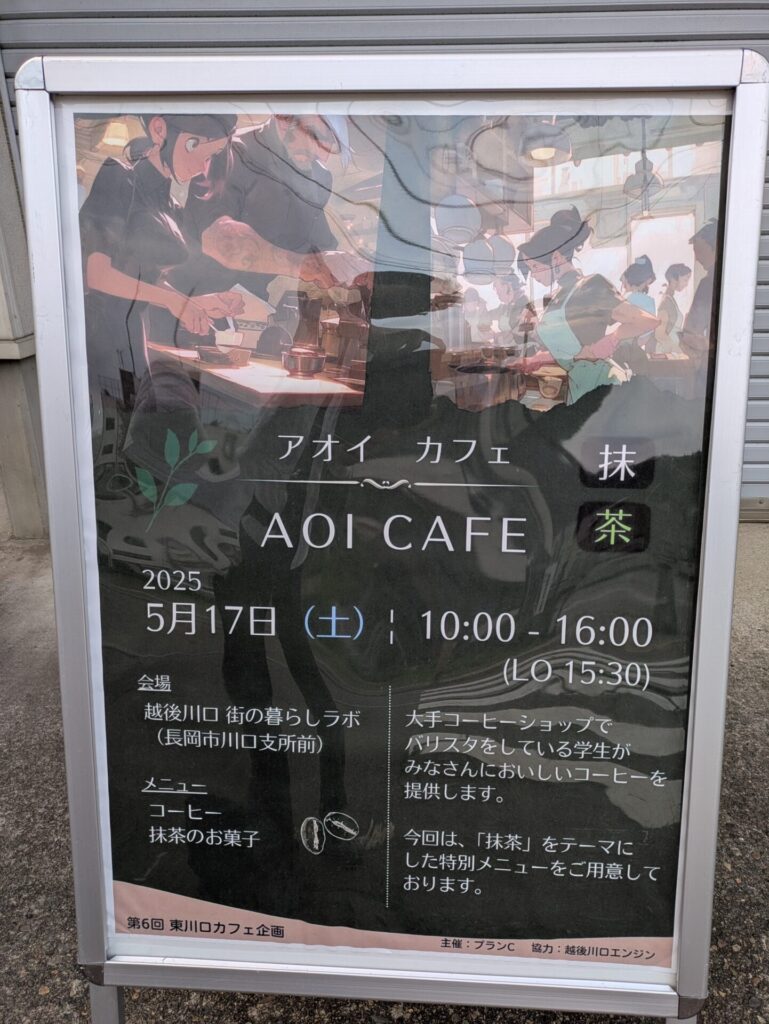 アオイ カフェ
抹
茶
AOI CAFE
2025
5月17日（土）¦ 10:00 - 16:00
(LO 15:30)
会場
越後川口 街の暮らしラボ
（長岡市川口支所前）
メニュー
コーヒー
抹茶のお菓子
大手コーヒーショップで
バリスタをしている学生が
みなさんにおいしいコーヒーを
提供します。
今回は、「抹茶」をテーマに
した特別メニューをご用意して
おります。
第6回 東川口カフェ企画
主催：プランC 協力：越後川口エンジン